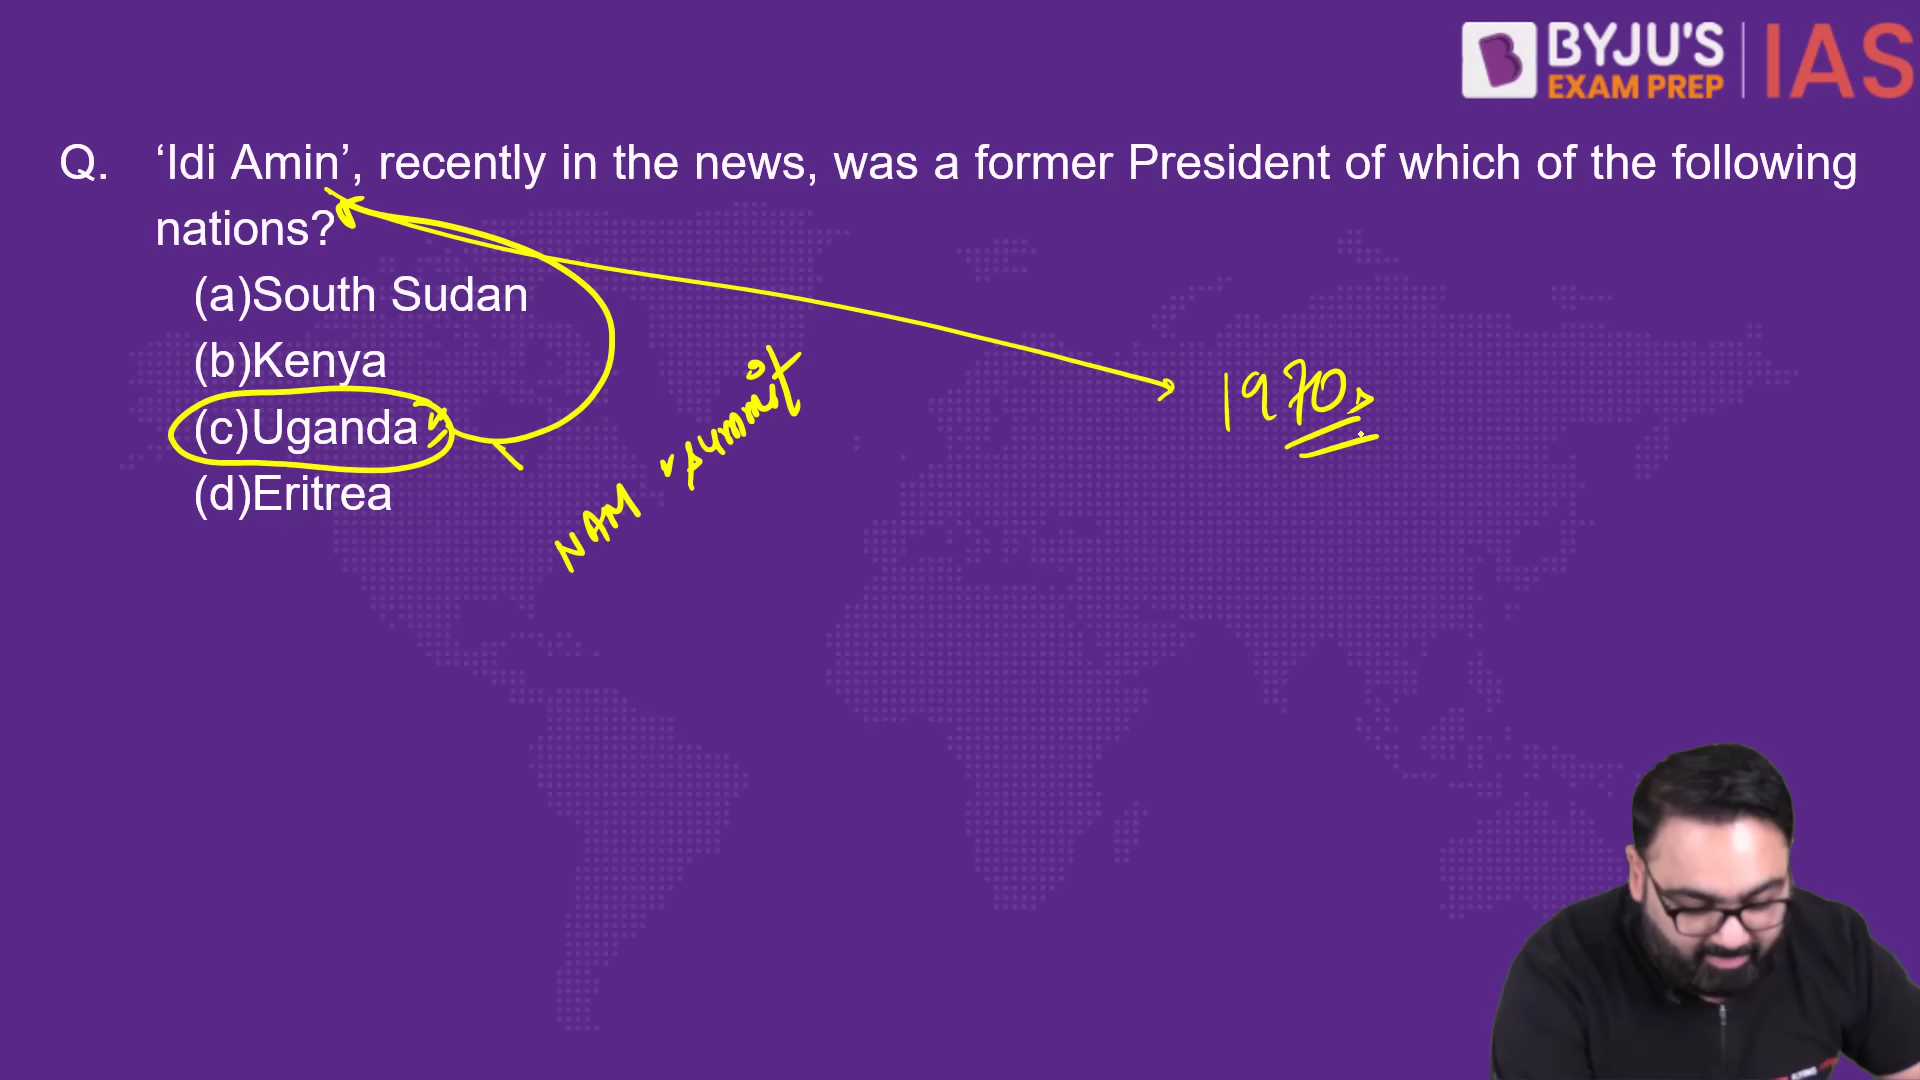 BYJU'S
EXAM PREP
IAS
Q. ‘Idi Amin’, recently in the news, was a former President of which of the following
nations?
(a)South Sudan
(b)Kenya
(c)Uganda
(d)Eritrea
1970s
NAM summit